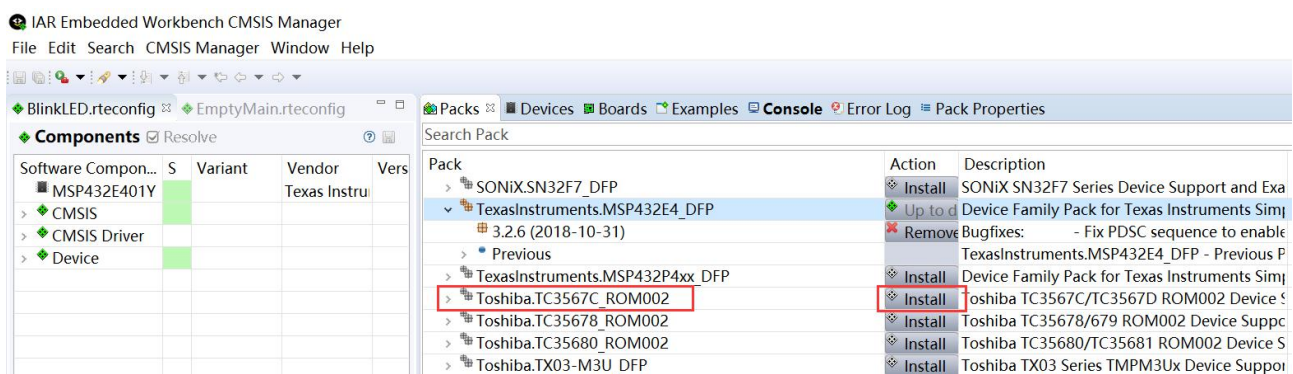 IAR Embedded Workbench CMSIS Manager
File Edit Search CMSIS Manager Window Help
BlinkLED.rteconfig EmptyMain.rteconfig
Components Resolve
Software Compon... S Variant Vendor Vers
MSP432E401Y Texas Instru
CMSIS
CMSIS Driver
Device
Packs Devices Boards Examples Console Error Log Pack Properties
Search Pack
Pack Action Description
SONiX.SN32F7_DFP Install SONiX SN32F7 Series Device Support and Exa
TexasInstruments.MSP432E4_DFP Up to d Device Family Pack for Texas Instruments Simp
3.2.6 (2018-10-31) Remove Bugfixes: - Fix PDSC sequence to enable
Previous TexasInstruments.MSP432E4_DFP - Previous P
TexasInstruments.MSP432P4xx_DFP Install Device Family Pack for Texas Instruments Simp
Toshiba.TC3567C_ROM002 Install Toshiba TC3567C/TC3567D ROM002 Device S
Toshiba.TC35678_ROM002 Install Toshiba TC35678/679 ROM002 Device Suppo
Toshiba.TC35680_ROM002 Install Toshiba TC35680/TC35681 ROM002 Device S
Toshiba.TX03-M3U_DFP Install Toshiba TX03 Series TMPM3Ux Device Suppor